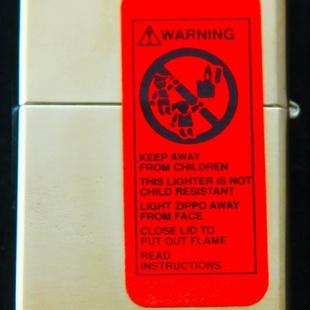 WARNING
KEEP AWAY
FROM CHILDREN
THIS LIGHTER IS NOT
CHILD RESISTANT
LIGHT ZIPPO AWAY
FROM FACE
CLOSE LID TO
PUT OUT FLAME
READ
INSTRUCTIONS